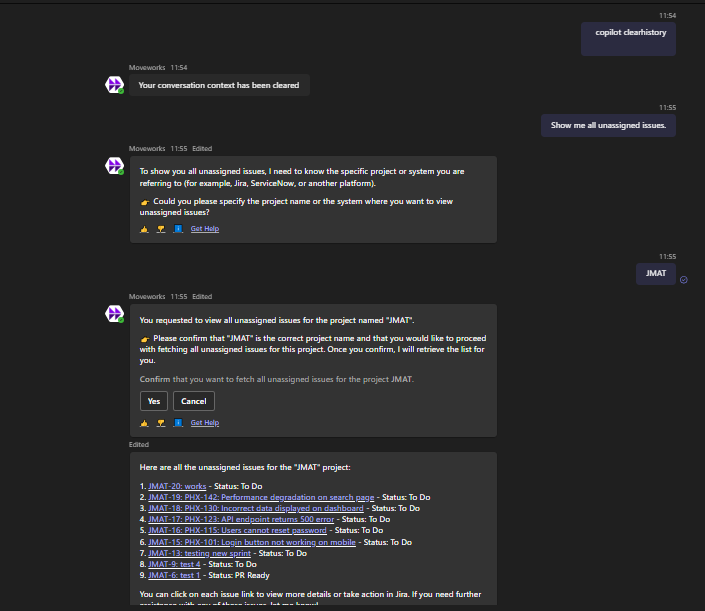 11:54
copilot clearhistory
Moveworks 11:54
Your conversation context has been cleared
11:55
Show me all unassigned issues.
Moveworks 11:55 Edited
To show you all unassigned issues, I need to know the specific project or system you are
referring to (for example, Jira, ServiceNow, or another platform).
👉 Could you please specify the project name or the system where you want to view
unassigned issues?
Get Help
11:55
JMAT
Moveworks 11:55 Edited
You requested to view all unassigned issues for the project named "JMAT".
👉 Please confirm that "JMAT" is the correct project name and that you would like to proceed
with fetching all unassigned issues for this project. Once you confirm, I will retrieve the list for
you.
Confirm that you want to fetch all unassigned issues for the project JMAT.
Yes Cancel
Get Help
Edited
Here are all the unassigned issues for the "JMAT" project:
1. JMAT-20: works - Status: To Do
2. JMAT-19: PHX-142: Performance degradation on search page - Status: To Do
3. JMAT-18: PHX-130: Incorrect data displayed on dashboard - Status: To Do
4. JMAT-17: PHX-123: API endpoint returns 500 error - Status: To Do
5. JMAT-16: PHX-115: Users cannot reset password - Status: To Do
6. JMAT-15: PHX-101: Login button not working on mobile - Status: To Do
7. JMAT-13: testing new sprint - Status: To Do
8. JMAT-9: test 4 - Status: To Do
9. JMAT-6: test 1 - Status: PR Ready
You can click on each issue link to view more details or take action in Jira. If you need further